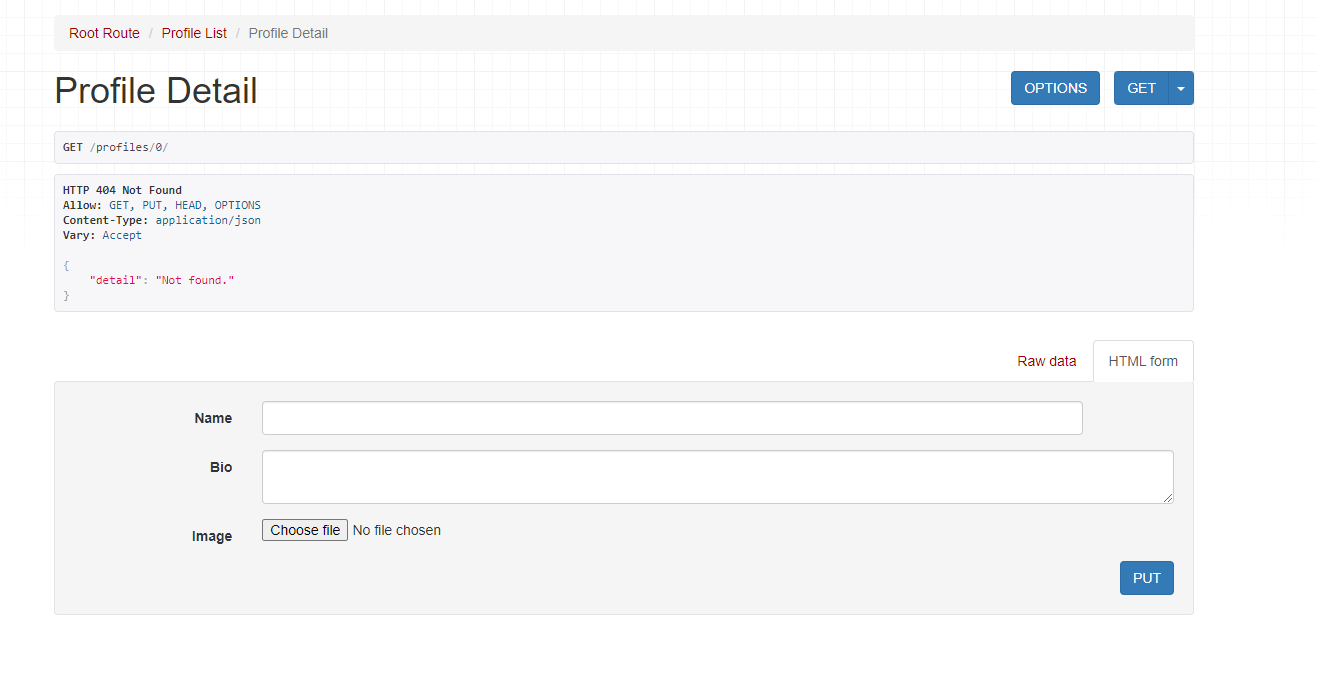 Root Route / Profile List / Profile Detail
Profile Detail
OPTIONS
GET
GET /profiles/0/
HTTP 404 Not Found
Allow: GET, PUT, HEAD, OPTIONS
Content-Type: application/json
Vary: Accept
{
"detail": "Not found."
}
Raw data
HTML form
Name
Bio
Image
Choose file No file chosen
PUT